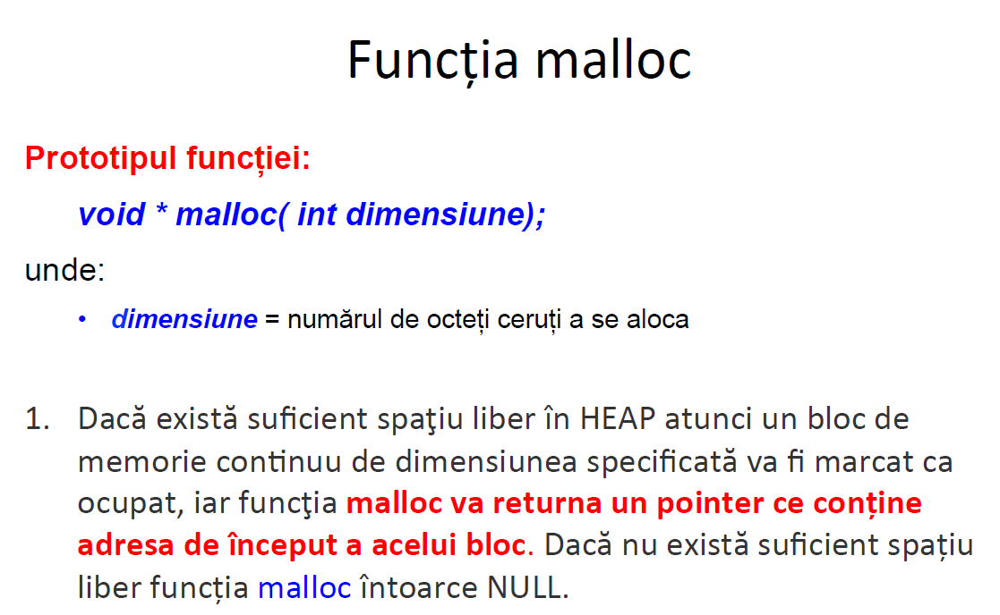 Funcția malloc
Prototipul funcției:
void * malloc( int dimensiune);
unde:
• dimensiune = numărul de octeți ceruți a se aloca
1. Dacă există suficient spaţiu liber în HEAP atunci un bloc de
memorie continuu de dimensiunea specificată va fi marcat ca
ocupat, iar funcţia malloc va returna un pointer ce conține
adresa de început a acelui bloc. Dacă nu există suficient spațiu
liber funcția malloc întoarce NULL.